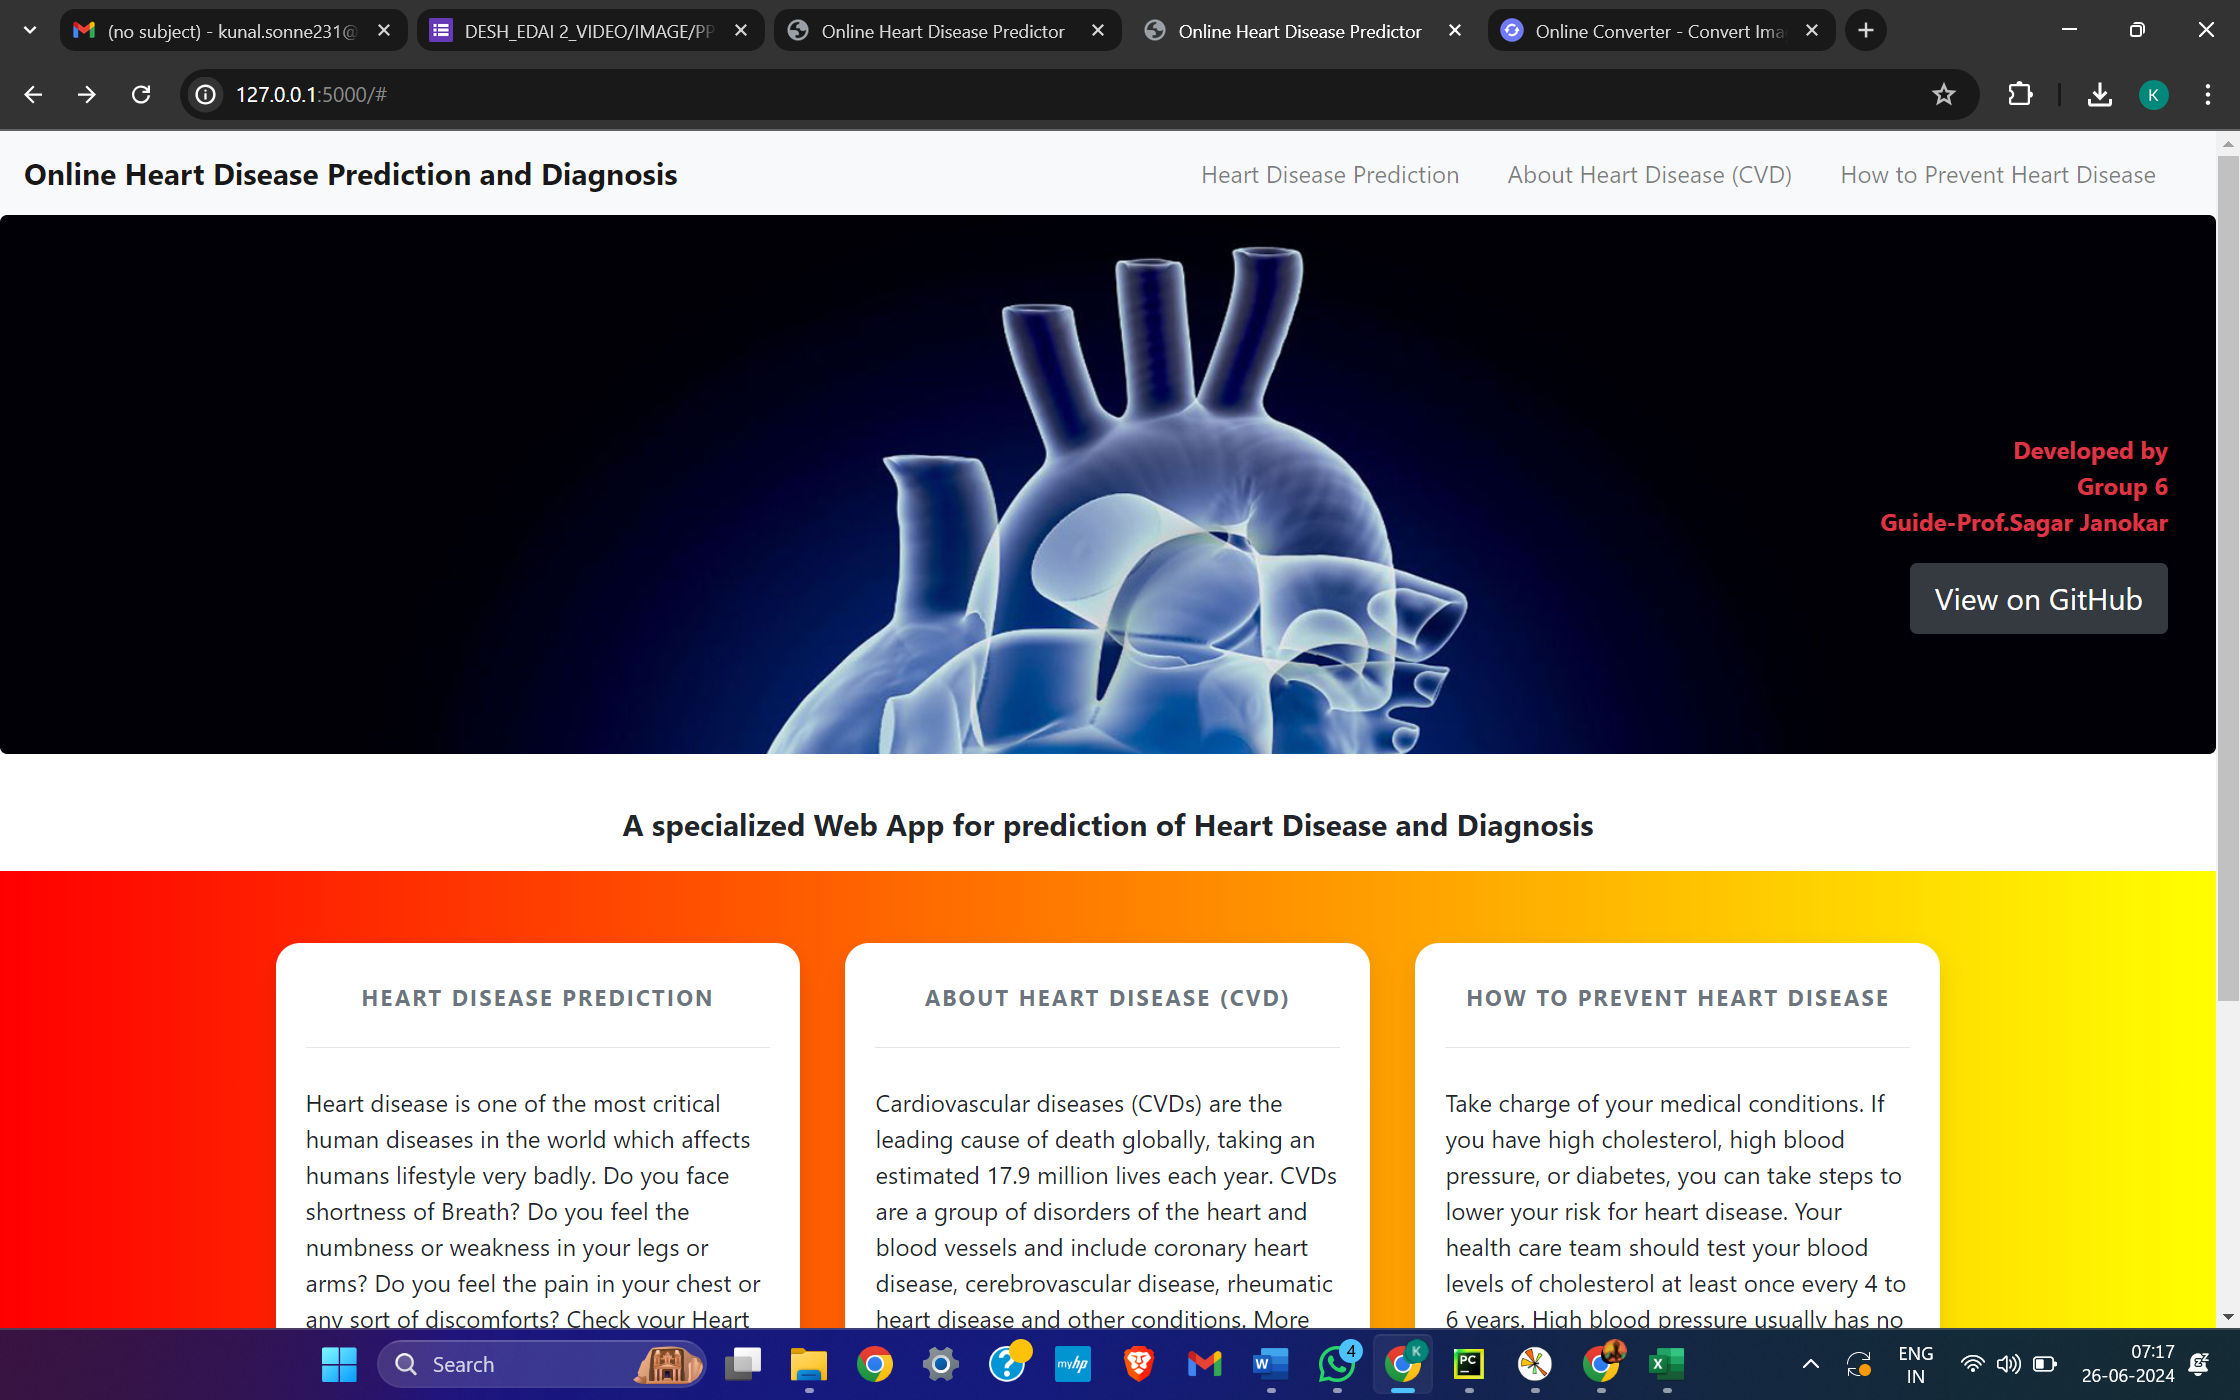 (no subject) - kunal.sonne231@
DESH_EDAI 2_VIDEO/IMAGE/PP
Online Heart Disease Predictor
Online Heart Disease Predictor
Online Converter - Convert Ima
127.0.0.1:5000/#
K
Online Heart Disease Prediction and Diagnosis
Heart Disease Prediction
About Heart Disease (CVD)
How to Prevent Heart Disease
Developed by
Group 6
Guide-Prof.Sagar Janokar
View on GitHub
A specialized Web App for prediction of Heart Disease and Diagnosis
HEART DISEASE PREDICTION
Heart disease is one of the most critical
human diseases in the world which affects
humans lifestyle very badly. Do you face
shortness of Breath? Do you feel the
numbness or weakness in your legs or
arms? Do you feel the pain in your chest or
any sort of discomforts? Check your Heart
ABOUT HEART DISEASE (CVD)
Cardiovascular diseases (CVDs) are the
leading cause of death globally, taking an
estimated 17.9 million lives each year. CVDs
are a group of disorders of the heart and
blood vessels and include coronary heart
disease, cerebrovascular disease, rheumatic
heart disease and other conditions. More
HOW TO PREVENT HEART DISEASE
Take charge of your medical conditions. If
you have high cholesterol, high blood
pressure, or diabetes, you can take steps to
lower your risk for heart disease. Your
health care team should test your blood
levels of cholesterol at least once every 4 to
6 years. High blood pressure usually has no
Search
myhp
W
4
K
PC
X
ENG
IN
07:17
26-06-2024